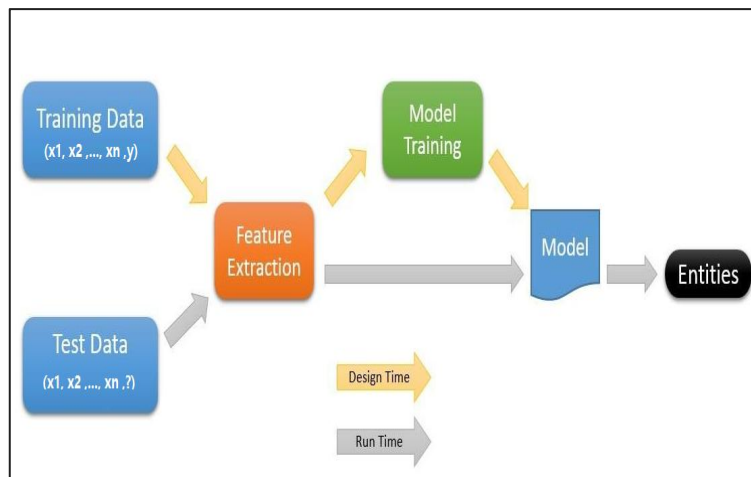 Training Data
(x1, x2 ,..., xn ,y)
Model
Training
Feature
Extraction
Model
Entities
Test Data
(x1, x2 ,..., xn ,?)
Design Time
Run Time